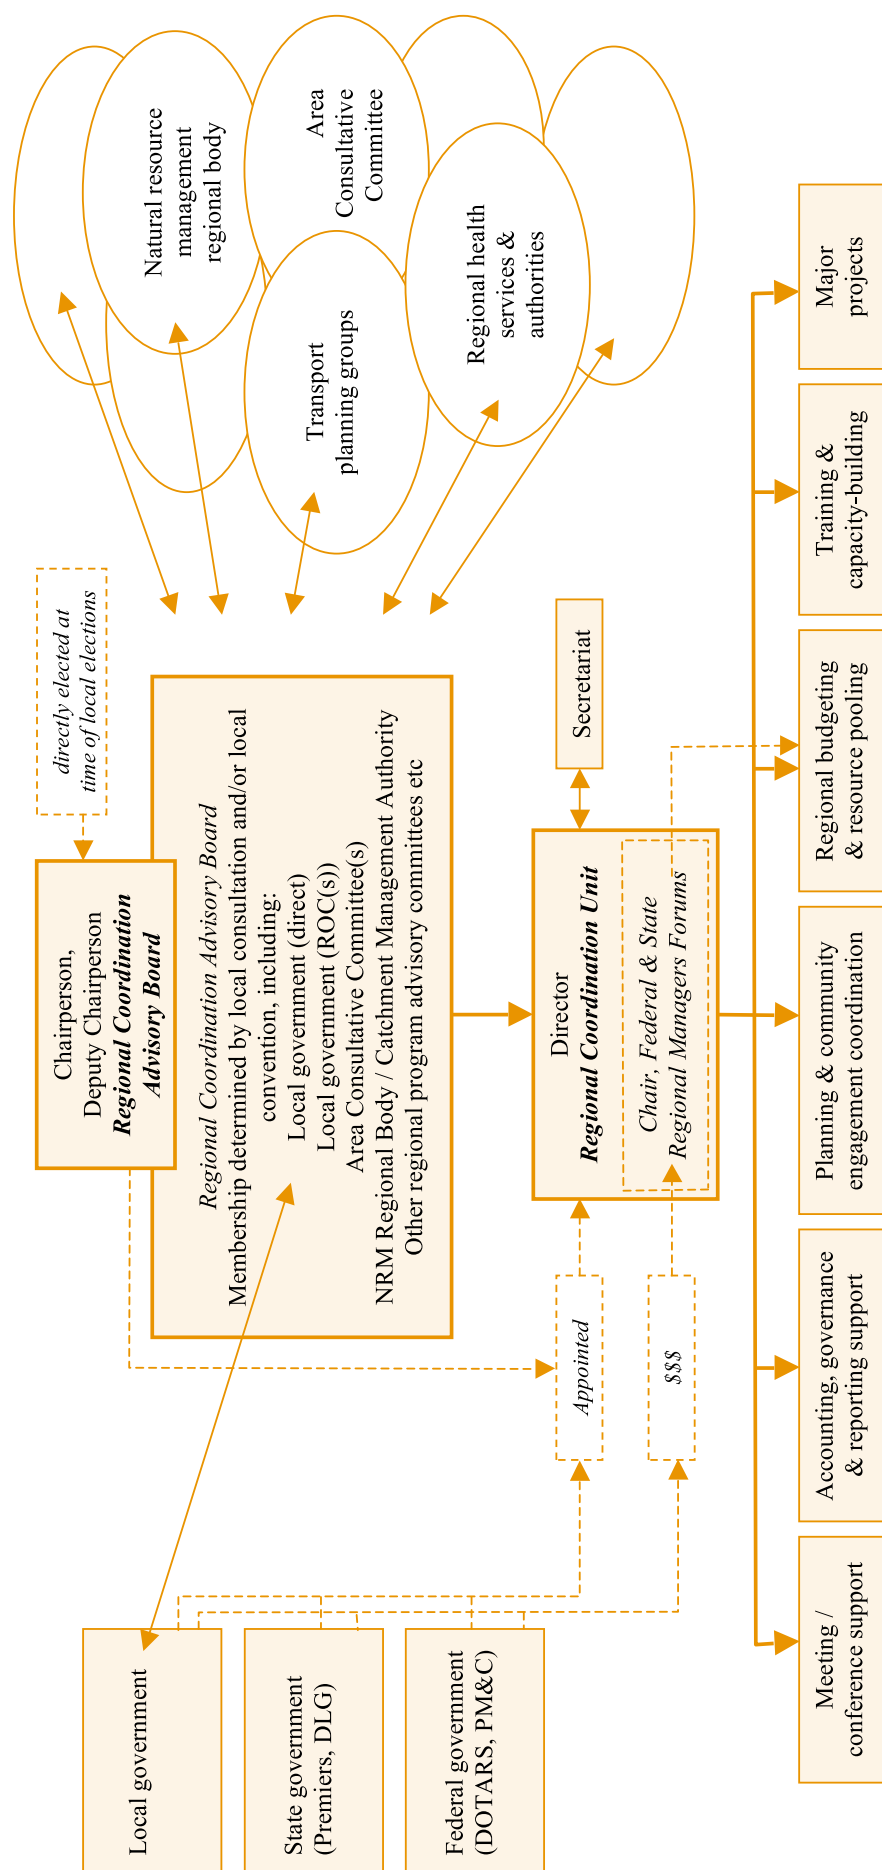 directly elected at
time of local elections
Chairperson,
Deputy Chairperson
Regional Coordination
Advisory Board
Natural resource
management
regional body
Area
Consultative
Committee
Transport
planning groups
Regional health
services &
authorities
Local government
State government
(Premiers, DLG)
Federal government
(DOTARS, PM&C)
Regional Coordination Advisory Board
Membership determined by local consultation and/or local
convention, including:
Local government (direct)
Local government (ROC(s))
Area Consultative Committee(s)
NRM Regional Body / Catchment Management Authority
Other regional program advisory committees etc
Appointed
$$$
Director
Regional Coordination Unit
Chair, Federal & State
Regional Managers Forums
Secretariat
Meeting /
conference support
Accounting, governance
& reporting support
Planning & community
engagement coordination
Regional budgeting
& resource pooling
Training &
capacity-building
Major
projects